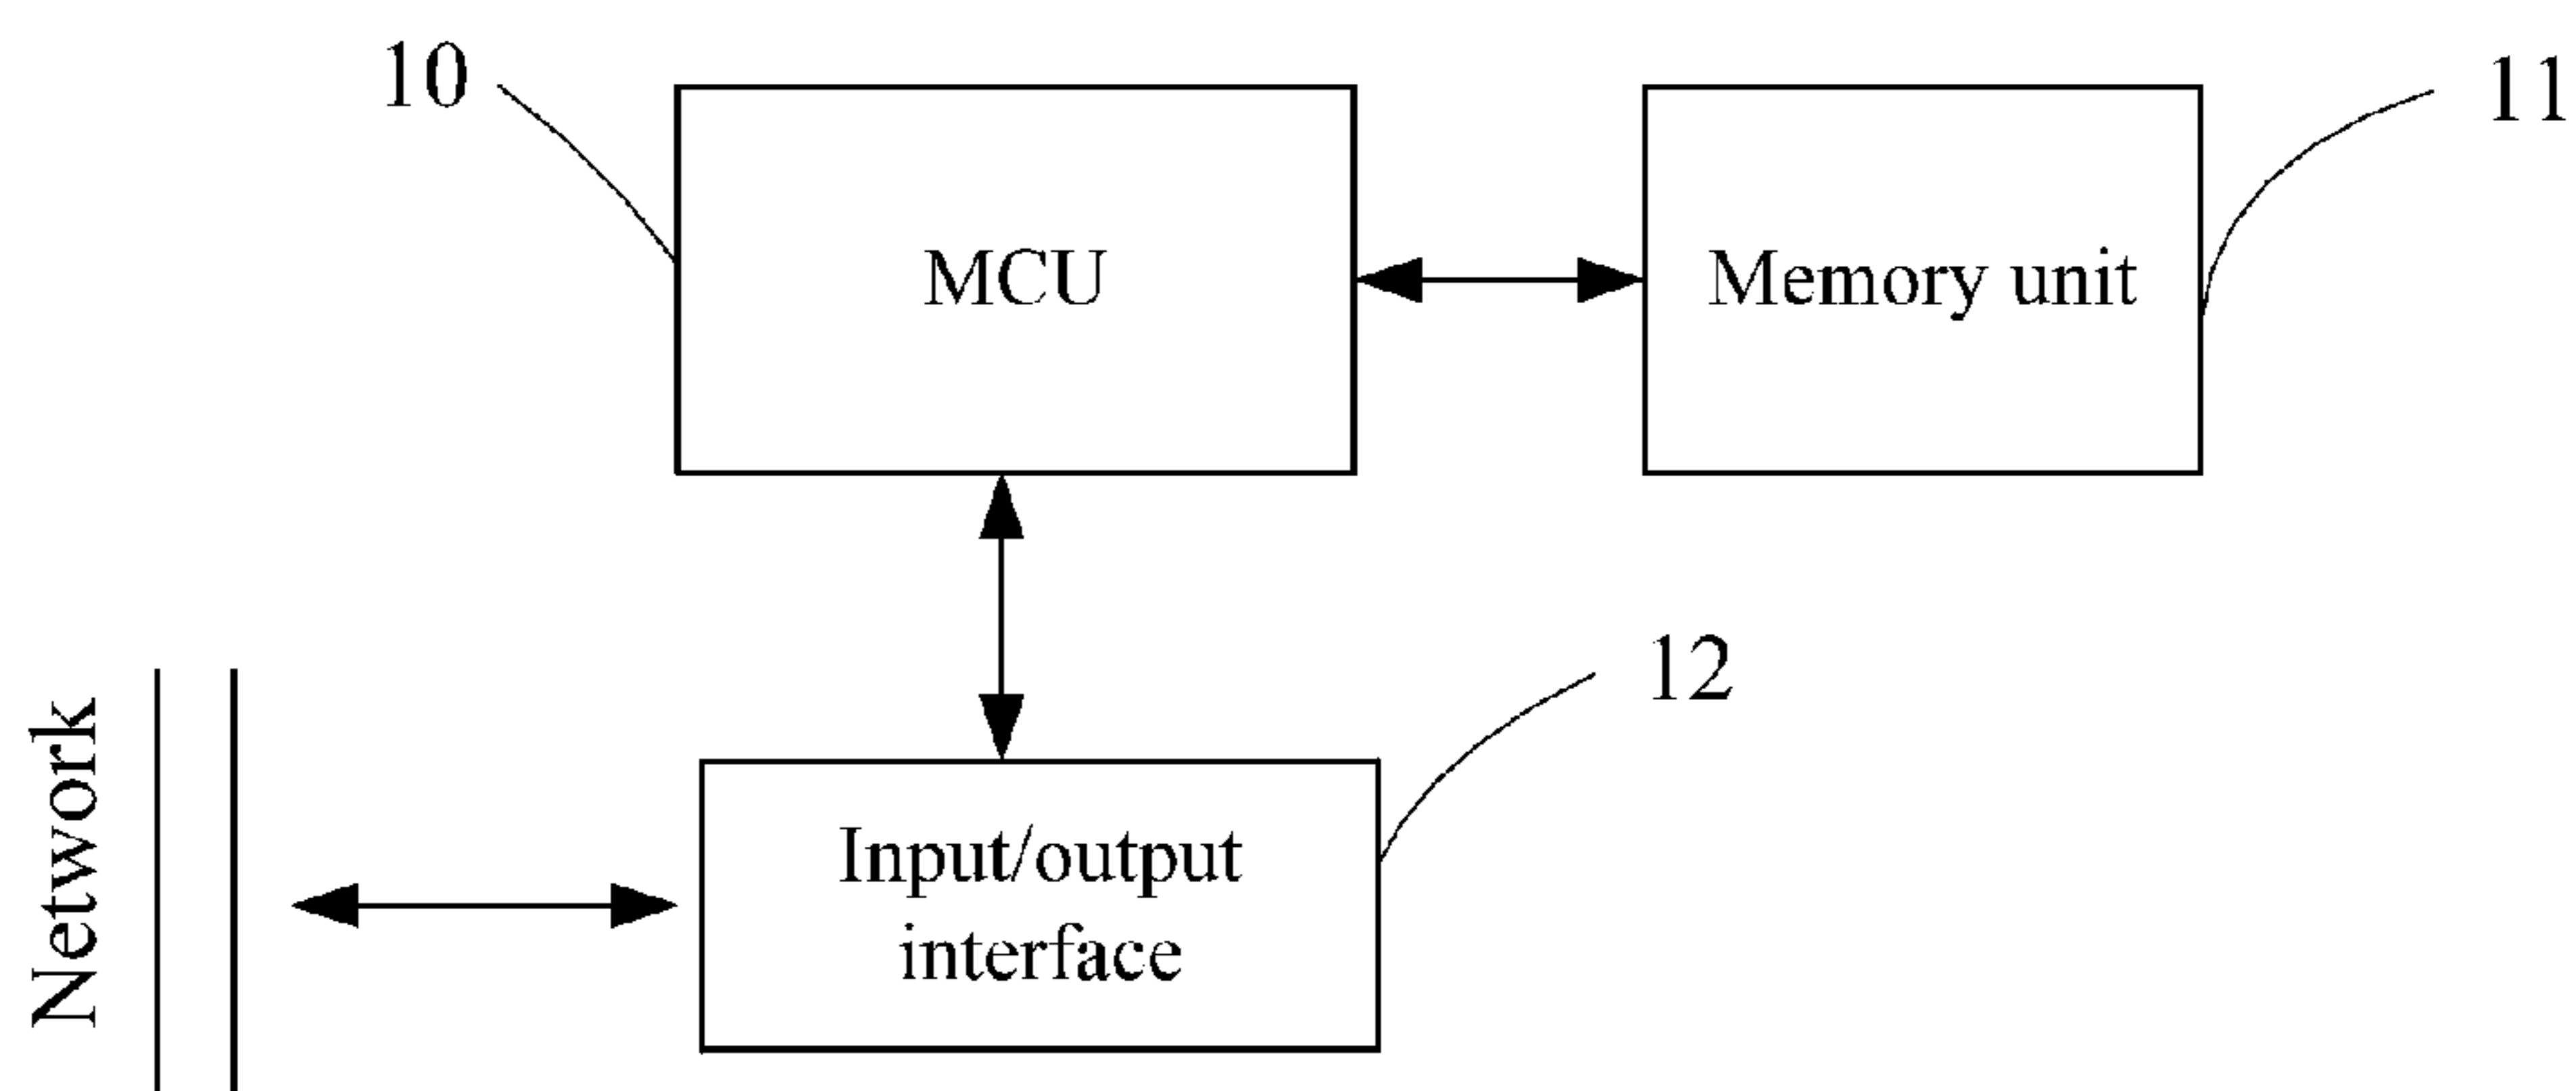 10
MCU
Memory unit
11
12
Network
Input/output
interface